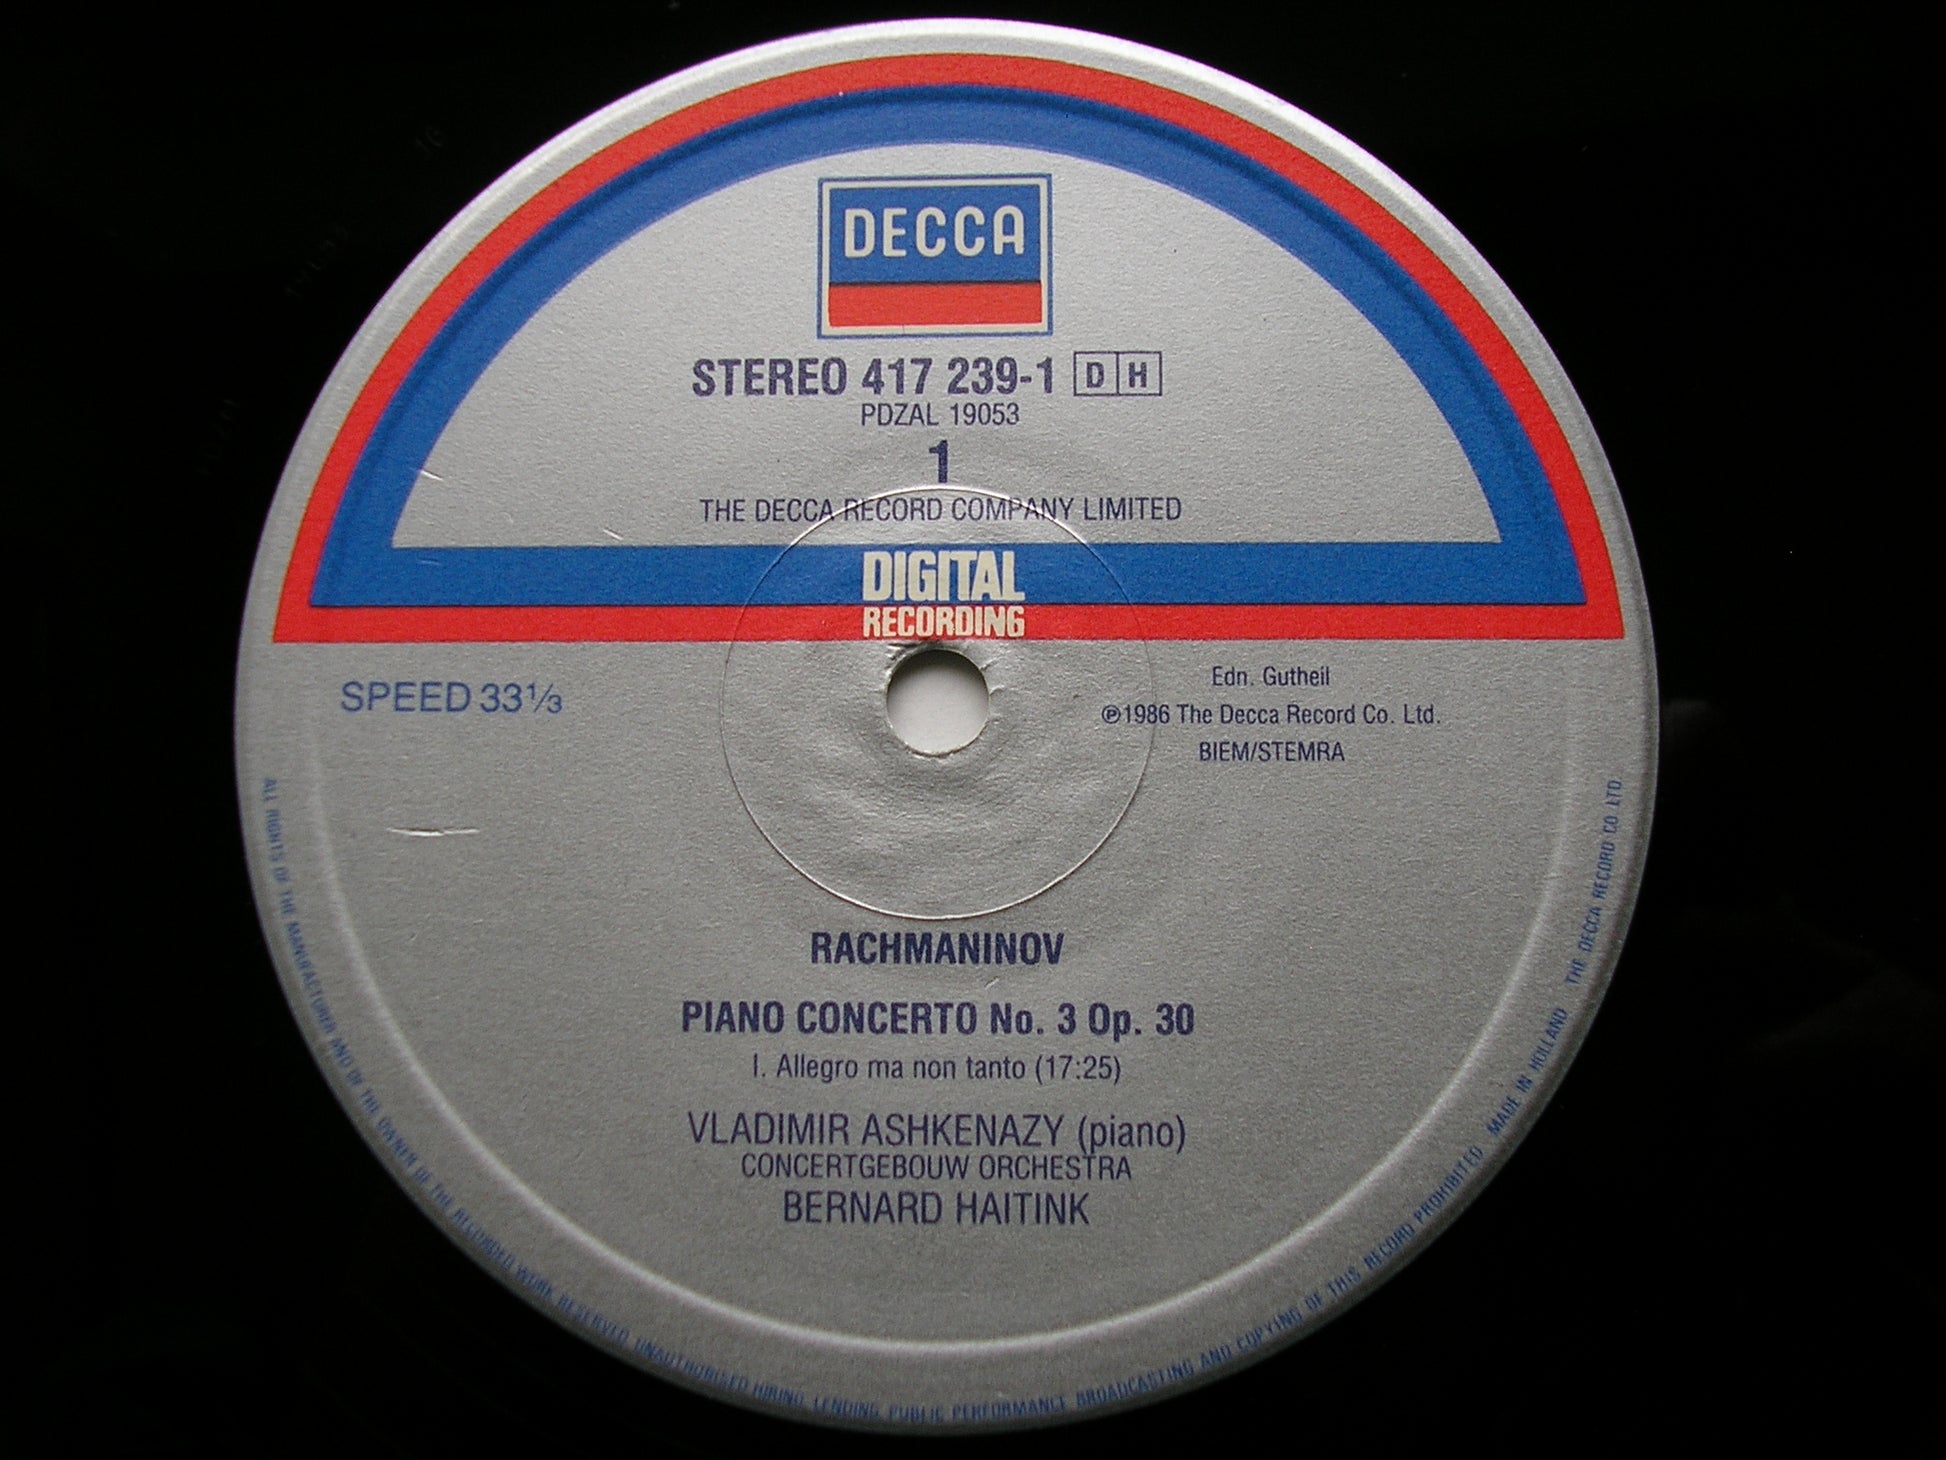 DECCA
STEREO 417 239-1 D H
PDZAL 19053
1
THE DECCA RECORD COMPANY LIMITED
DIGITAL
RECORDING
SPEED 33⅓
Edn. Gutheil
℗1986 The Decca Record Co. Ltd.
BIEM/STEMRA
RACHMANINOV
PIANO CONCERTO No. 3 Op. 30
I. Allegro ma non tanto (17:25)
VLADIMIR ASHKENAZY (piano)
CONCERTGEBOUW ORCHESTRA
BERNARD HAITINK
ALL RIGHTS OF THE MANUFACTURER AND OF THE OWNER OF THE RECORDED WORK RESERVED. UNAUTHORISED HIRING, LENDING, PUBLIC PERFORMANCE, BROADCASTING AND COPYING OF THIS RECORD PROHIBITED MADE IN HOLLAND THE DECCA RECORD CO LTD